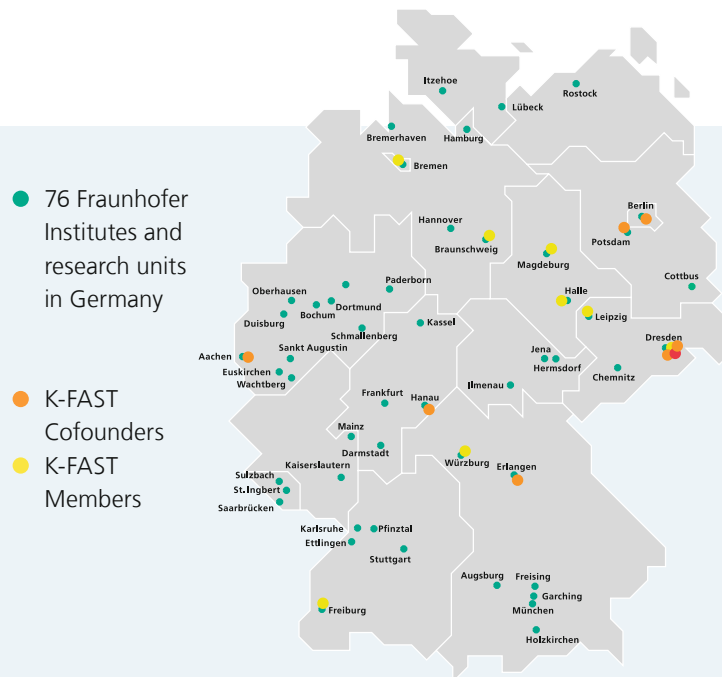 76 Fraunhofer
Institutes and
research units
in Germany
K-FAST
Cofounders
K-FAST
Members
Itzehoe
Rostock
Lübeck
Bremerhaven
Hamburg
Bremen
Berlin
Hannover
Braunschweig
Potsdam
Magdeburg
Paderborn
Cottbus
Oberhausen
Halle
Dortmund
Bochum
Duisburg
Leipzig
Kassel
Schmallenberg
Dresden
Sankt Augustin
Jena
Aachen
Hermsdorf
Euskirchen
Chemnitz
Wachtberg
Ilmenau
Frankfurt
Hanau
Mainz
Darmstadt
Kaiserslautern
Würzburg
Erlangen
Sulzbach
St.Ingbert
Saarbrücken
Karlsruhe
Pfinztal
Ettlingen
Stuttgart
Augsburg
Freising
Garching
München
Freiburg
Holzkirchen